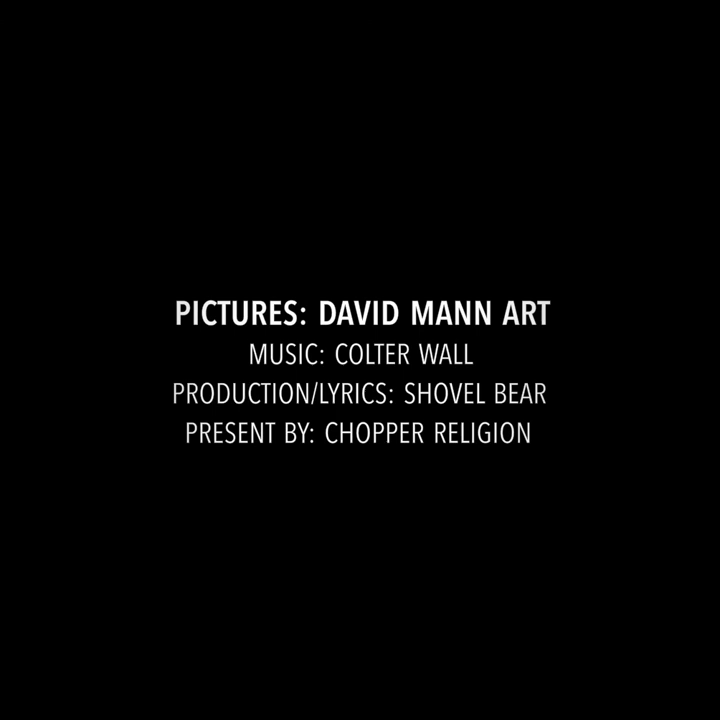 PICTURES: DAVID MANN ART
MUSIC: COLTER WALL
PRODUCTION/LYRICS: SHOVEL BEAR
PRESENT BY: CHOPPER RELIGION